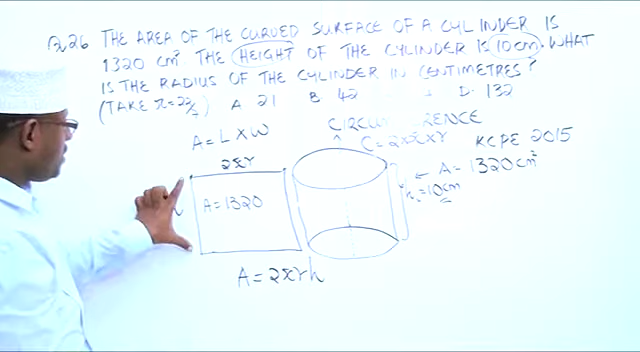 Q.26 THE AREA OF THE CURVED SURFACE OF A CYLINDER IS
1320 cm². THE HEIGHT OF THE CYLINDER IS 10cm. WHAT
IS THE RADIUS OF THE CYLINDER IN CENTIMETRES?
(TAKE π=22/7) A 21 B 42 D. 132
CIRCUMFERENCE
A = L X W
C = 2πr
KCPE 2015
2πr
A = 1320 cm²
h = 10cm
A = 1320
h
A = 2πrh